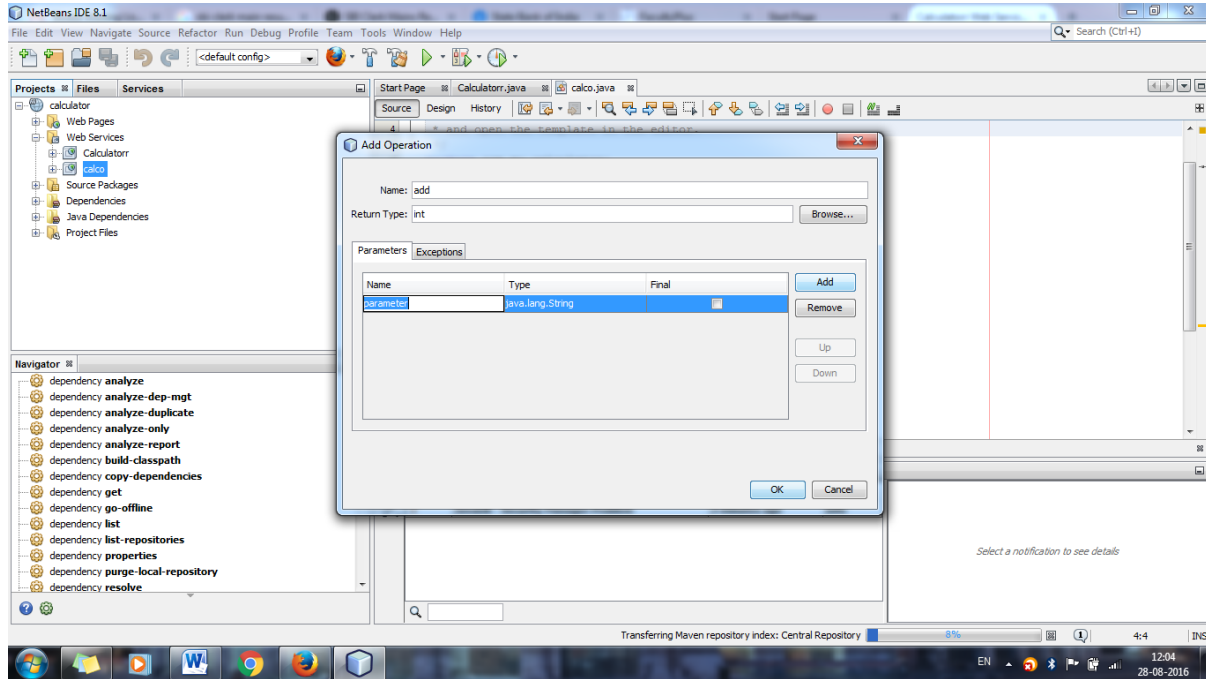 NetBeans IDE 8.1
File Edit View Navigate Source Refactor Run Debug Profile Team Tools Window Help
Search (Ctrl+I)
<default config>
Projects Files Services
Start Page Calculatorr.java calco.java
Source Design History
calculator
Web Pages
Web Services
Calculatorr
calco
Source Packages
Dependencies
Java Dependencies
Project Files
4 * and open the template in the editor.
Add Operation
Name: add
Return Type: int Browse...
Parameters Exceptions
Name Type Final
parameter java.lang.String
Add
Remove
Up
Down
OK Cancel
Navigator
dependency analyze
dependency analyze-dep-mgt
dependency analyze-duplicate
dependency analyze-only
dependency analyze-report
dependency build-classpath
dependency copy-dependencies
dependency get
dependency go-offline
dependency list
dependency list-repositories
dependency properties
dependency purge-local-repository
dependency resolve
Select a notification to see details
Transferring Maven repository index: Central Repository 8% 1 4:4 INS
EN 12:04
28-08-2016